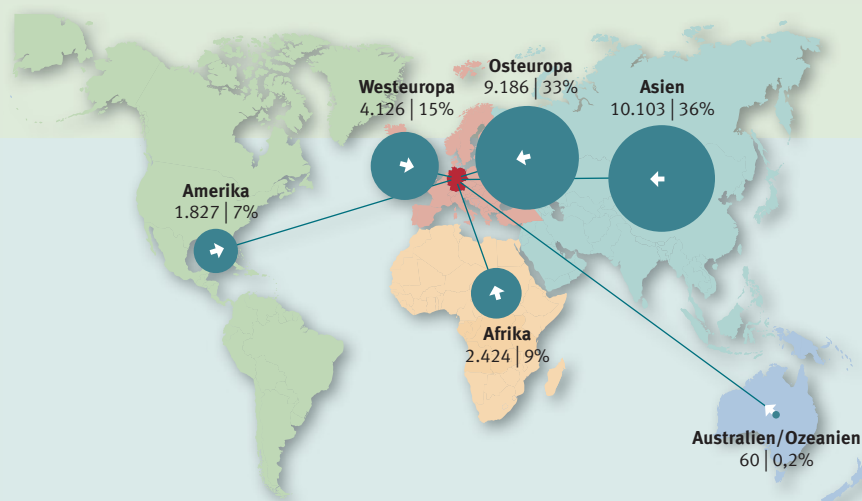 Osteuropa
9.186 | 33%
Westeuropa
4.126 | 15%
Asien
10.103 | 36%
Amerika
1.827 | 7%
Afrika
2.424 | 9%
Australien/Ozeanien
60 | 0,2%